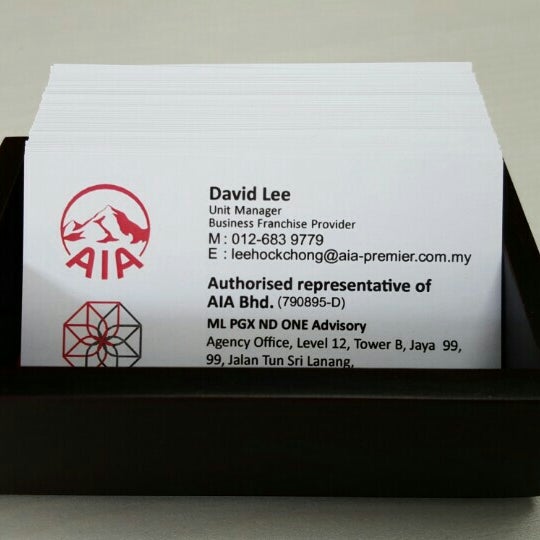 AIA
David Lee
Unit Manager
Business Franchise Provider
M : 012-683 9779
E : leehockchong@aia-premier.com.my
Authorised representative of
AIA Bhd. (790895-D)
ML PGX ND ONE Advisory
Agency Office, Level 12, Tower B, Jaya 99,
99, Jalan Tun Sri Lanang,